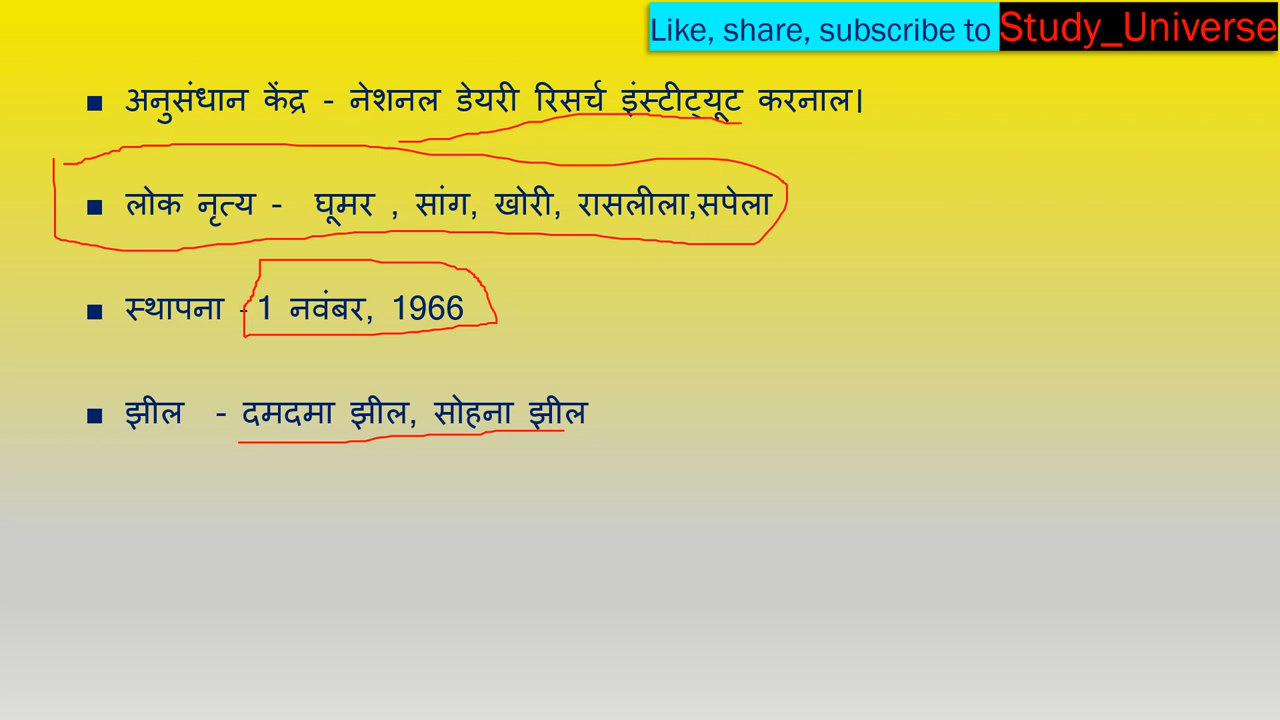 Like, share, subscribe to Study_Universe
▪ अनुसंधान केंद्र - नेशनल डेयरी रिसर्च इंस्टीट्यूट करनाल।
▪ लोक नृत्य - घूमर , सांग, खोरी, रासलीला,सपेला
▪ स्थापना - 1 नवंबर, 1966
▪ झील - दमदमा झील, सोहना झील